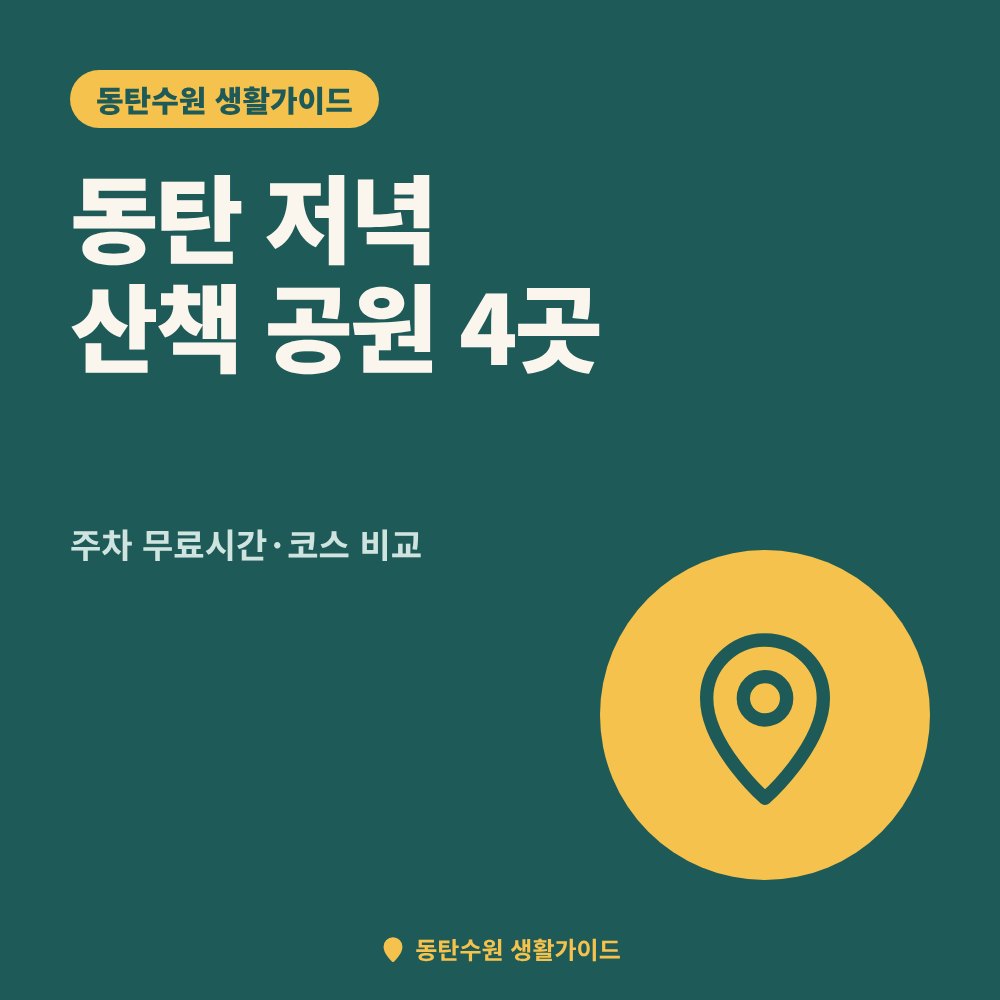 동탄수원 생활가이드
동탄 저녁
산책 공원 4곳
주차 무료시간·코스 비교
동탄수원 생활가이드